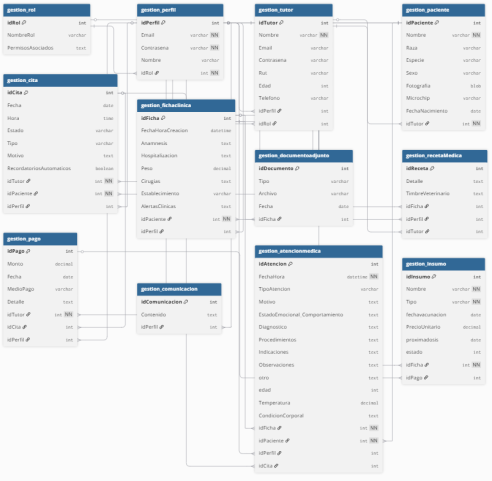 gestion_rol
idRol int
NombreRol varchar
PermisosAsociados text
gestion_perfil
idPerfil int
Email varchar NN
Contrasena varchar NN
Nombre varchar
idRol int NN
gestion_tutor
idTutor int
Nombre varchar NN
Email varchar
Contrasena varchar
Rut varchar
Edad int
Telefono varchar
idPerfil int
idRol int
gestion_paciente
idPaciente int
Nombre varchar NN
Raza varchar
Especie varchar
Sexo varchar
Fotografia blob
Microchip varchar
FechaNacimiento date
idTutor int NN
gestion_cita
idCita int
Fecha date
Hora time
Estado varchar
Tipo varchar
Motivo text
RecordatoriosAutomaticos boolean
idTutor int NN
idPaciente int NN
idPerfil int
gestion_fichaclinica
idFicha int
FechaHoraCreacion datetime
Anamnesis text
Hospitalizacion text
Peso decimal
Cirugias text
Establecimiento varchar
AlertasClinicas text
idPaciente int NN
idPerfil int
gestion_documentoadjunto
idDocumento int
Tipo varchar
Archivo varchar
Fecha date
idFicha int
gestion_recetaMedica
idReceta int
Detalle text
TimbreVeterinario text
idFicha int
idPerfil int
idTutor int
gestion_pago
idPago int
Monto decimal
Fecha date
MedioPago varchar
Detalle text
idTutor int NN
idCita int
idPerfil int
gestion_comunicacion
idComunicacion int
Contenido text
idPerfil int
gestion_atencionmedica
idAtencion int
FechaHora datetime NN
TipoAtencion varchar
Motivo text
EstadoEmocional_Comportamiento text
Diagnostico text
Procedimientos text
Indicaciones text
Observaciones text
otro text
edad int
Temperatura decimal
CondicionCorporal text
idFicha int NN
idPaciente int NN
idPerfil int
idCita int
gestion_insumo
idInsumo int
Nombre varchar NN
Tipo varchar NN
fechavacunacion date
PrecioUnitario decimal
proximadosis date
estado int
idFicha int NN
idPago int